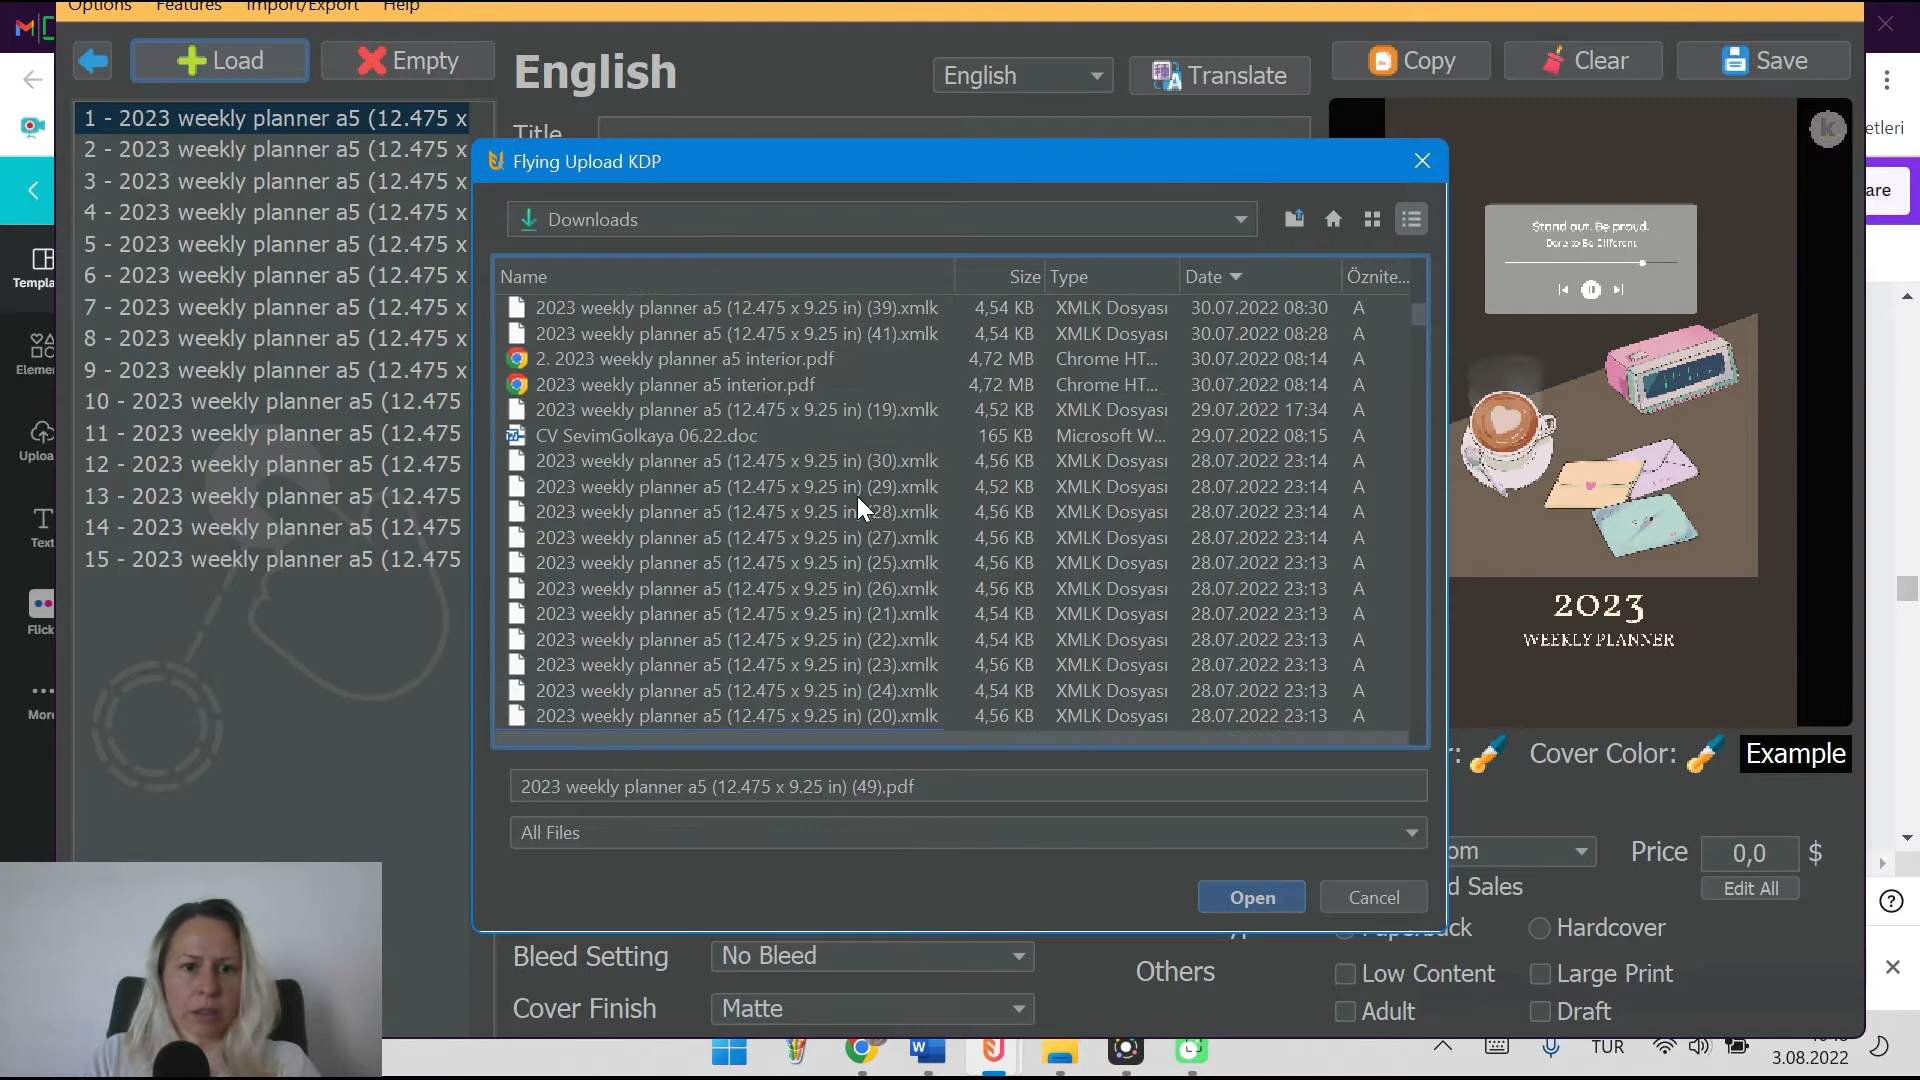 Options Features Import/Export Help
Load
Empty
English
English
Translate
Copy
Clear
Save
1 - 2023 weekly planner a5 (12.475 x
2 - 2023 weekly planner a5 (12.475 x
3 - 2023 weekly planner a5 (12.475 x
4 - 2023 weekly planner a5 (12.475 x
5 - 2023 weekly planner a5 (12.475 x
6 - 2023 weekly planner a5 (12.475 x
7 - 2023 weekly planner a5 (12.475 x
8 - 2023 weekly planner a5 (12.475 x
9 - 2023 weekly planner a5 (12.475 x
10 - 2023 weekly planner a5 (12.475
11 - 2023 weekly planner a5 (12.475
12 - 2023 weekly planner a5 (12.475
13 - 2023 weekly planner a5 (12.475
14 - 2023 weekly planner a5 (12.475
15 - 2023 weekly planner a5 (12.475
Title
Flying Upload KDP
Downloads
Name Size Type Date Öznite...
2023 weekly planner a5 (12.475 x 9.25 in) (39).xmlk 4,54 KB XMLK Dosyası 30.07.2022 08:30 A
2023 weekly planner a5 (12.475 x 9.25 in) (41).xmlk 4,54 KB XMLK Dosyası 30.07.2022 08:28 A
2. 2023 weekly planner a5 interior.pdf 4,72 MB Chrome HT... 30.07.2022 08:14 A
2023 weekly planner a5 interior.pdf 4,72 MB Chrome HT... 30.07.2022 08:14 A
2023 weekly planner a5 (12.475 x 9.25 in) (19).xmlk 4,52 KB XMLK Dosyası 29.07.2022 17:34 A
CV SevimGolkaya 06.22.doc 165 KB Microsoft W... 29.07.2022 08:15 A
2023 weekly planner a5 (12.475 x 9.25 in) (30).xmlk 4,56 KB XMLK Dosyası 28.07.2022 23:14 A
2023 weekly planner a5 (12.475 x 9.25 in) (29).xmlk 4,52 KB XMLK Dosyası 28.07.2022 23:14 A
2023 weekly planner a5 (12.475 x 9.25 in 28).xmlk 4,56 KB XMLK Dosyası 28.07.2022 23:14 A
2023 weekly planner a5 (12.475 x 9.25 in) (27).xmlk 4,56 KB XMLK Dosyası 28.07.2022 23:14 A
2023 weekly planner a5 (12.475 x 9.25 in) (25).xmlk 4,56 KB XMLK Dosyası 28.07.2022 23:13 A
2023 weekly planner a5 (12.475 x 9.25 in) (26).xmlk 4,56 KB XMLK Dosyası 28.07.2022 23:13 A
2023 weekly planner a5 (12.475 x 9.25 in) (21).xmlk 4,54 KB XMLK Dosyası 28.07.2022 23:13 A
2023 weekly planner a5 (12.475 x 9.25 in) (22).xmlk 4,54 KB XMLK Dosyası 28.07.2022 23:13 A
2023 weekly planner a5 (12.475 x 9.25 in) (23).xmlk 4,56 KB XMLK Dosyası 28.07.2022 23:13 A
2023 weekly planner a5 (12.475 x 9.25 in) (24).xmlk 4,54 KB XMLK Dosyası 28.07.2022 23:13 A
2023 weekly planner a5 (12.475 x 9.25 in) (20).xmlk 4,56 KB XMLK Dosyası 28.07.2022 23:13 A
2023 weekly planner a5 (12.475 x 9.25 in) (49).pdf
All Files
Open
Cancel
Stand out. Be proud.
Dare to Be Different.
2023
WEEKLY PLANNER
k
etleri
are
Templa
Elemen
Uploa
Text
Flick
More
r:
Cover Color:
Example
om
Price
0,0
$
d Sales
Edit All
Paperback
Hardcover
Bleed Setting
No Bleed
Others
Low Content
Large Print
Cover Finish
Matte
Adult
Draft
TUR
3.08.2022